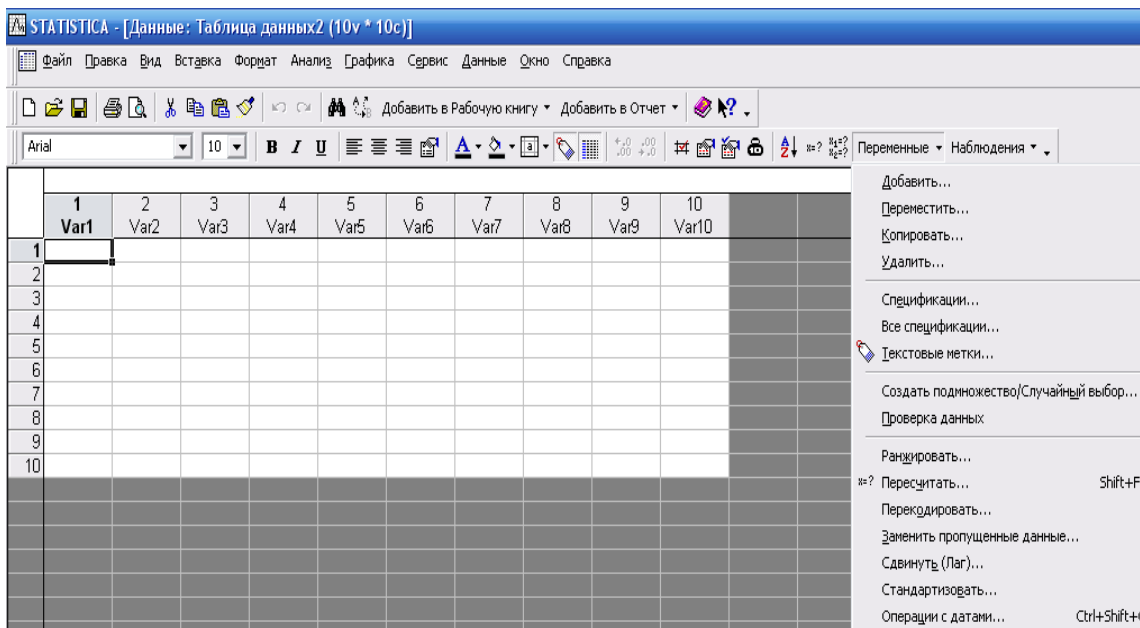 STATISTICA - [Данные: Таблица данных2 (10v * 10c)]
Файл Правка Вид Вставка Формат Анализ Графика Сервис Данные Окно Справка
Добавить в Рабочую книгу Добавить в Отчет
Arial 10 B I U A x=? Переменные Наблюдения
1 2 3 4 5 6 7 8 9 10
Var1 Var2 Var3 Var4 Var5 Var6 Var7 Var8 Var9 Var10
1
2
3
4
5
6
7
8
9
10
Добавить...
Переместить...
Копировать...
Удалить...
Спецификации...
Все спецификации...
Текстовые метки...
Создать подмножество/Случайный выбор...
Проверка данных
Ранжировать...
x=? Пересчитать... Shift+F
Перекодировать...
Заменить пропущенные данные...
Сдвинуть (Лаг)...
Стандартизовать...
Операции с датами... Ctrl+Shift+